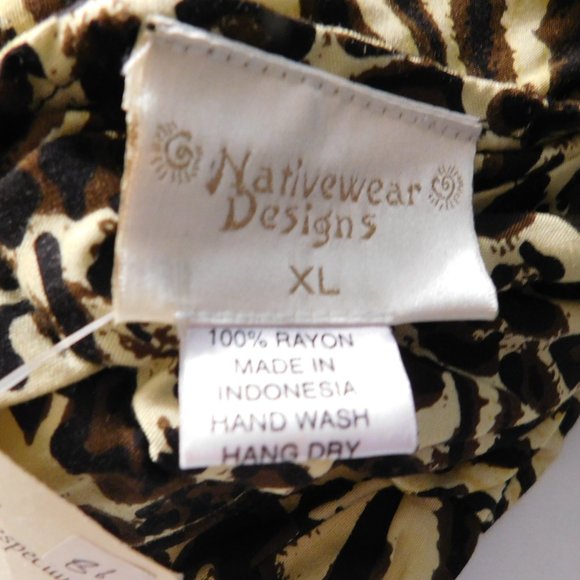 Nativewear
Designs
XL
100% RAYON
MADE IN
INDONESIA
HAND WASH
HANG DRY